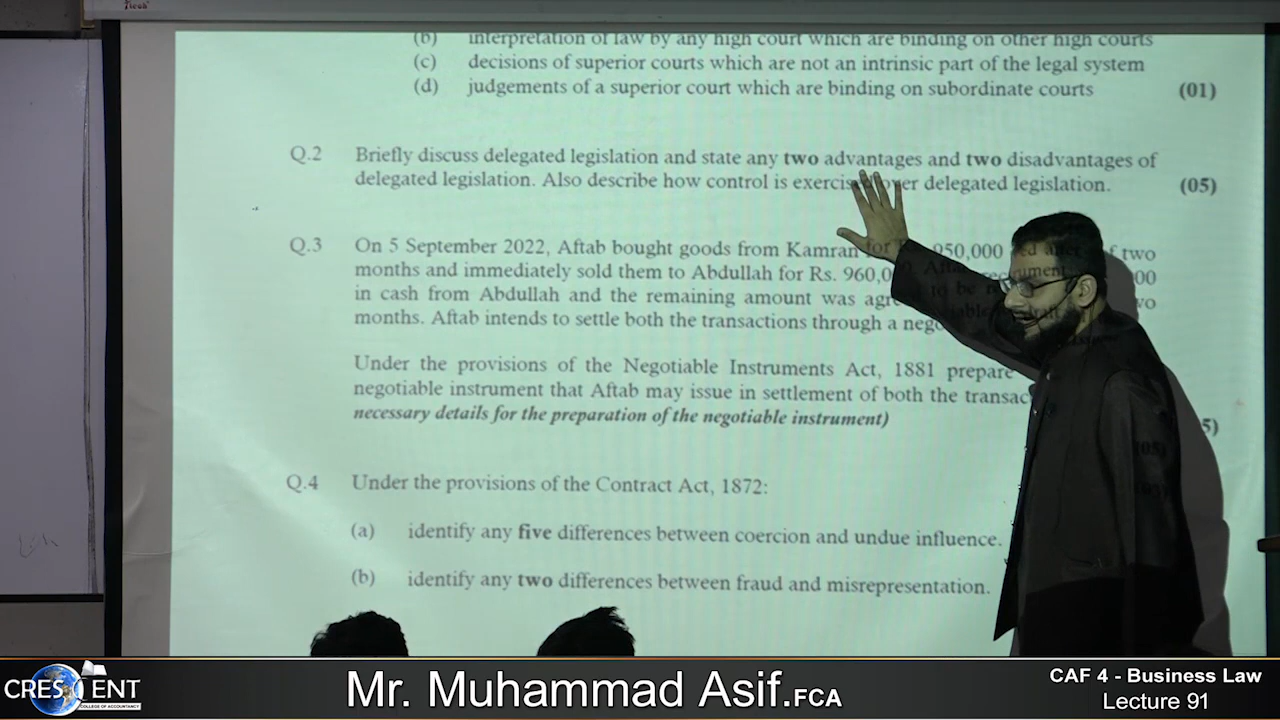 (b) interpretation of law by any high court which are binding on other high courts
(c) decisions of superior courts which are not an intrinsic part of the legal system
(d) judgements of a superior court which are binding on subordinate courts (01)
Q.2 Briefly discuss delegated legislation and state any two advantages and two disadvantages of
delegated legislation. Also describe how control is exercised over delegated legislation. (05)
Q.3 On 5 September 2022, Aftab bought goods from Kamran for 950,000 two
months and immediately sold them to Abdullah for Rs. 960,0
in cash from Abdullah and the remaining amount was agr to be
months. Aftab intends to settle both the transactions through a nego
Under the provisions of the Negotiable Instruments Act, 1881 prepare
negotiable instrument that Aftab may issue in settlement of both the transac
necessary details for the preparation of the negotiable instrument) 5)
Q.4 Under the provisions of the Contract Act, 1872:
(a) identify any five differences between coercion and undue influence. (05)
(b) identify any two differences between fraud and misrepresentation.
CRESCENT
COLLEGE OF ACCOUNTANCY
Mr. Muhammad Asif.FCA
CAF 4 - Business Law
Lecture 91